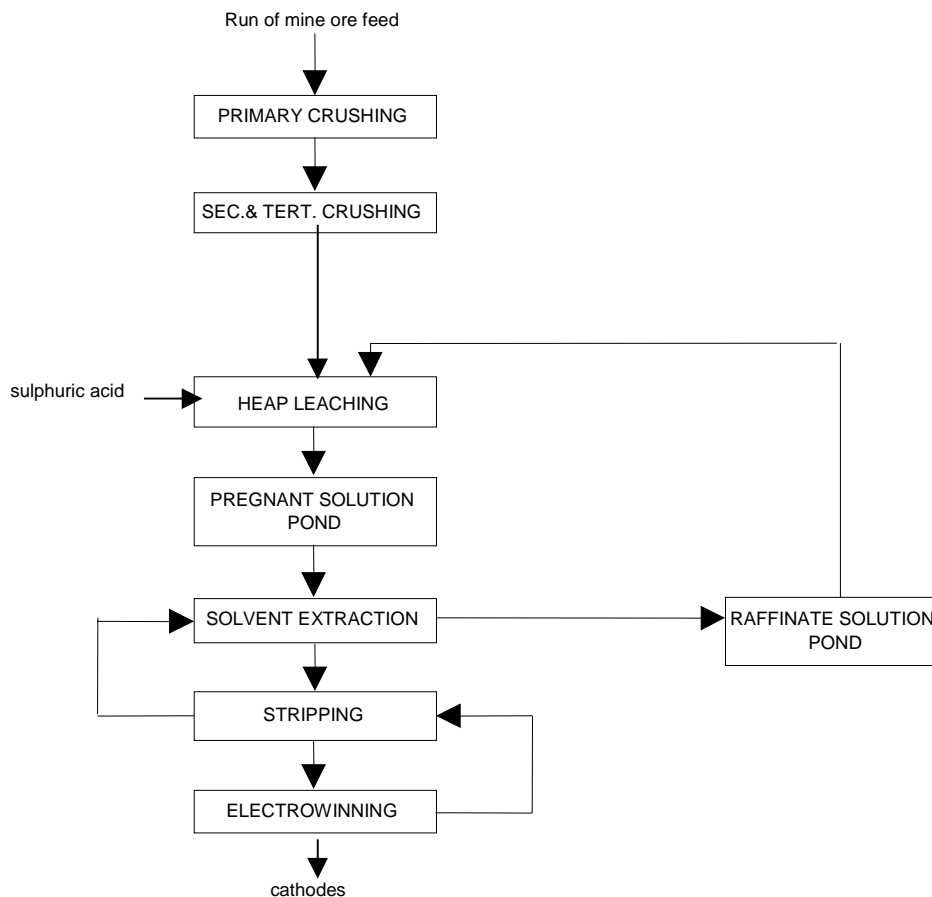 Run of mine ore feed
PRIMARY CRUSHING
SEC.& TERT. CRUSHING
sulphuric acid
HEAP LEACHING
PREGNANT SOLUTION
POND
SOLVENT EXTRACTION
RAFFINATE SOLUTION
POND
STRIPPING
ELECTROWINNING
cathodes